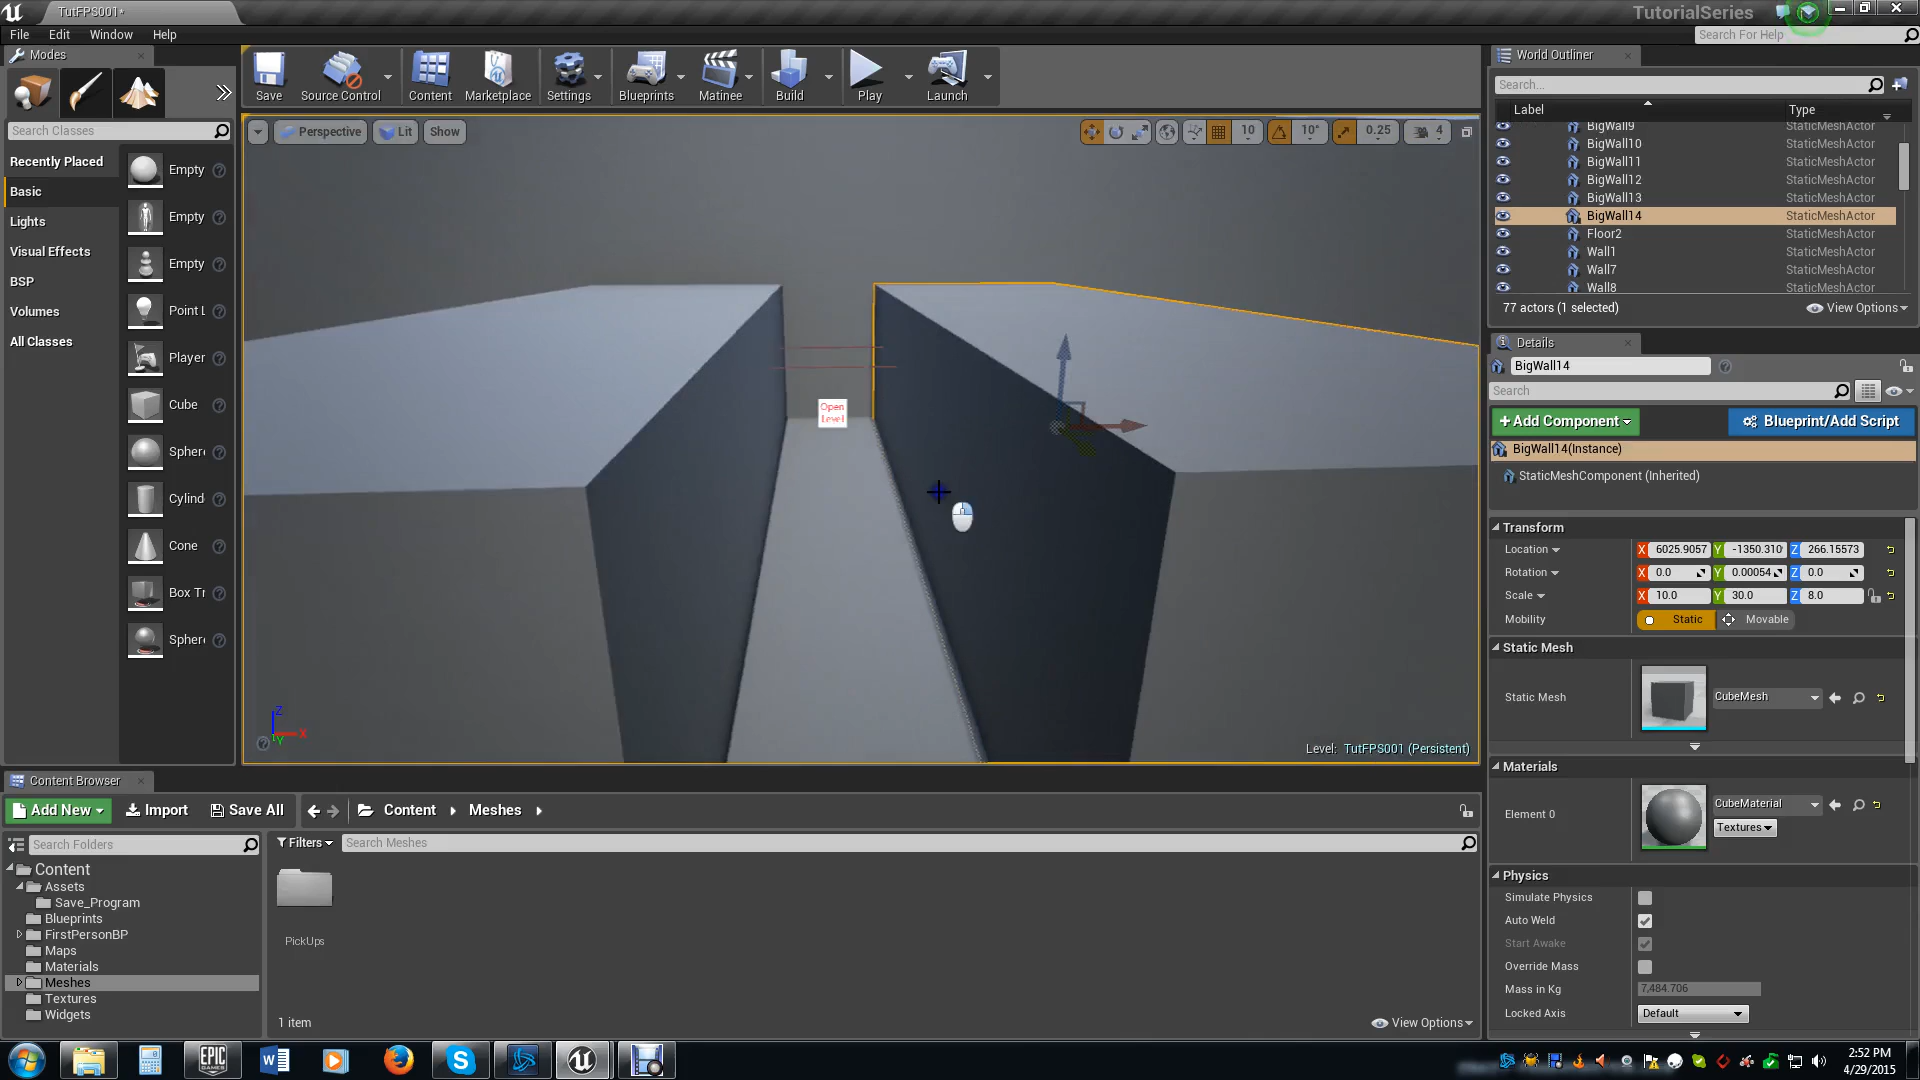 TutFPS001*
TutorialSeries
File Edit Window Help
Search For Help
Modes
Search Classes
Recently Placed
Basic
Lights
Visual Effects
BSP
Volumes
All Classes
Empty
Empty
Empty
Point L
Player
Cube
Spher
Cylind
Cone
Box Tr
Spher
Save
Source Control
Content
Marketplace
Settings
Blueprints
Matinee
Build
Play
Launch
Perspective
Lit
Show
10
10°
0.25
4
Open
Level
Z
X
Y
Level: TutFPS001 (Persistent)
World Outliner
Search...
Label Type
BigWall9 StaticMeshActor
BigWall10 StaticMeshActor
BigWall11 StaticMeshActor
BigWall12 StaticMeshActor
BigWall13 StaticMeshActor
BigWall14 StaticMeshActor
Floor2 StaticMeshActor
Wall1 StaticMeshActor
Wall7 StaticMeshActor
Wall8 StaticMeshActor
77 actors (1 selected)
View Options
Details
BigWall14
Search
+Add Component
Blueprint/Add Script
BigWall14(Instance)
StaticMeshComponent (Inherited)
Transform
Location X 6025.9057 Y -1350.310 Z 266.15573
Rotation X 0.0 Y 0.00054 Z 0.0
Scale X 10.0 Y 30.0 Z 8.0
Mobility Static Movable
Static Mesh
Static Mesh CubeMesh
Materials
Element 0 CubeMaterial
Textures
Physics
Simulate Physics
Auto Weld
Start Awake
Override Mass
Mass in Kg 7,484.706
Locked Axis Default
Content Browser
Add New
Import
Save All
Content
Meshes
Search Folders
Filters
Search Meshes
Content
Assets
Save_Program
Blueprints
FirstPersonBP
Maps
Materials
Meshes
Textures
Widgets
PickUps
1 item
View Options
EPIC
GAMES
2:52 PM
4/29/2015